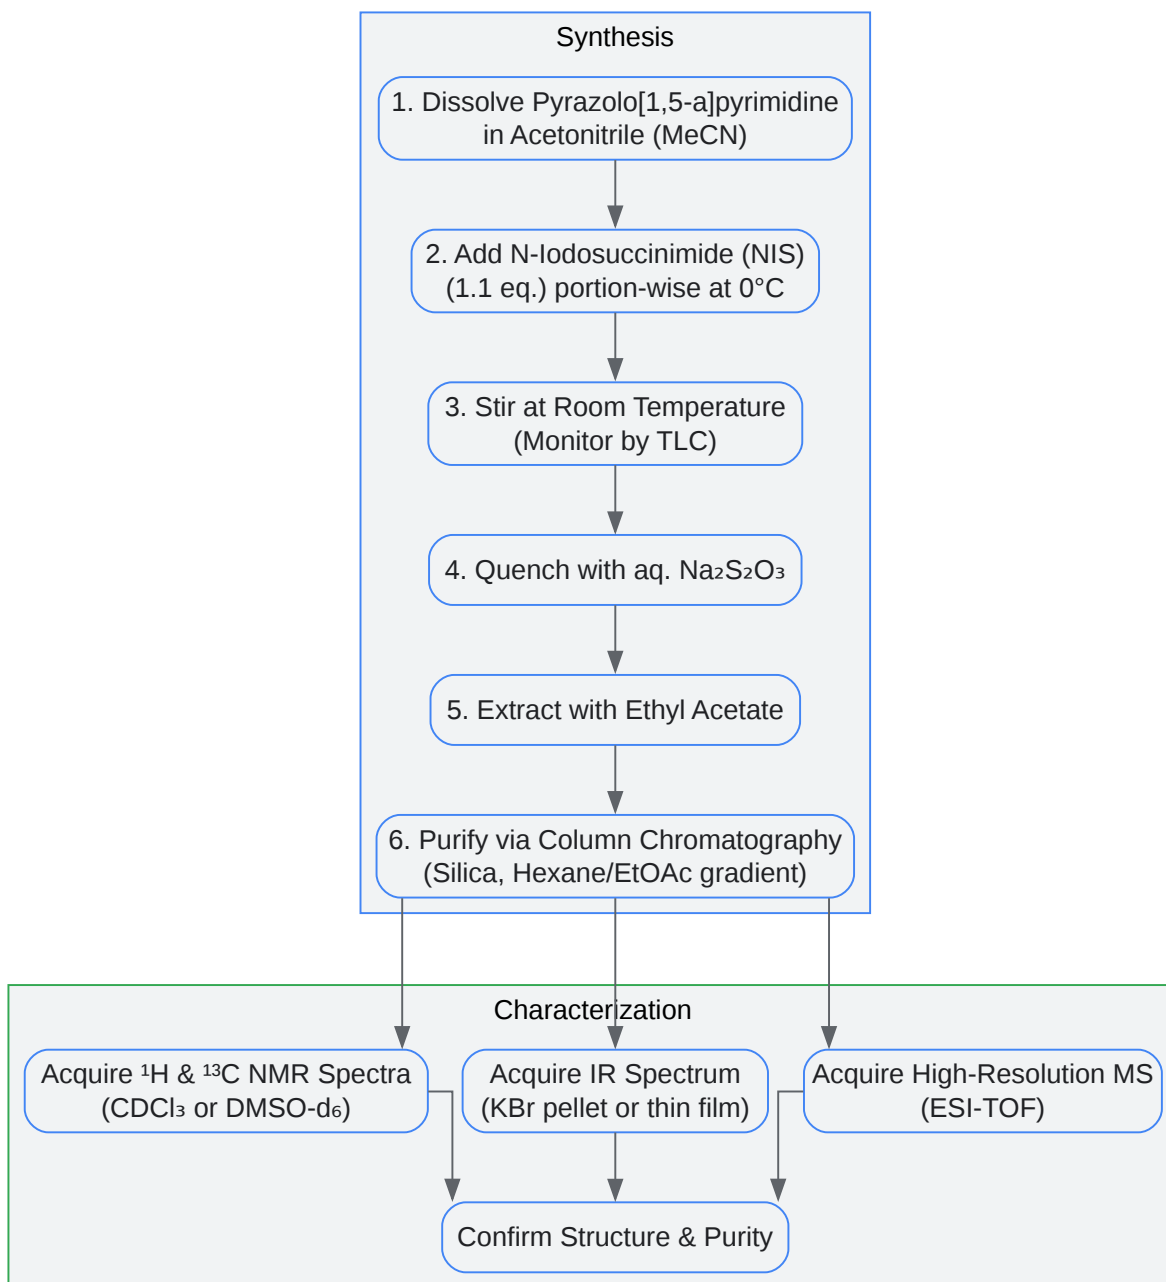 Synthesis
1. Dissolve Pyrazolo[1,5-a]pyrimidine
in Acetonitrile (MeCN)
2. Add N-Iodosuccinimide (NIS)
(1.1 eq.) portion-wise at 0°C
3. Stir at Room Temperature
(Monitor by TLC)
4. Quench with aq. Na₂S₂O₃
5. Extract with Ethyl Acetate
6. Purify via Column Chromatography
(Silica, Hexane/EtOAc gradient)
Characterization
Acquire ¹H & ¹³C NMR Spectra
(CDCl₃ or DMSO-d₆)
Acquire IR Spectrum
(KBr pellet or thin film)
Acquire High-Resolution MS
(ESI-TOF)
Confirm Structure & Purity